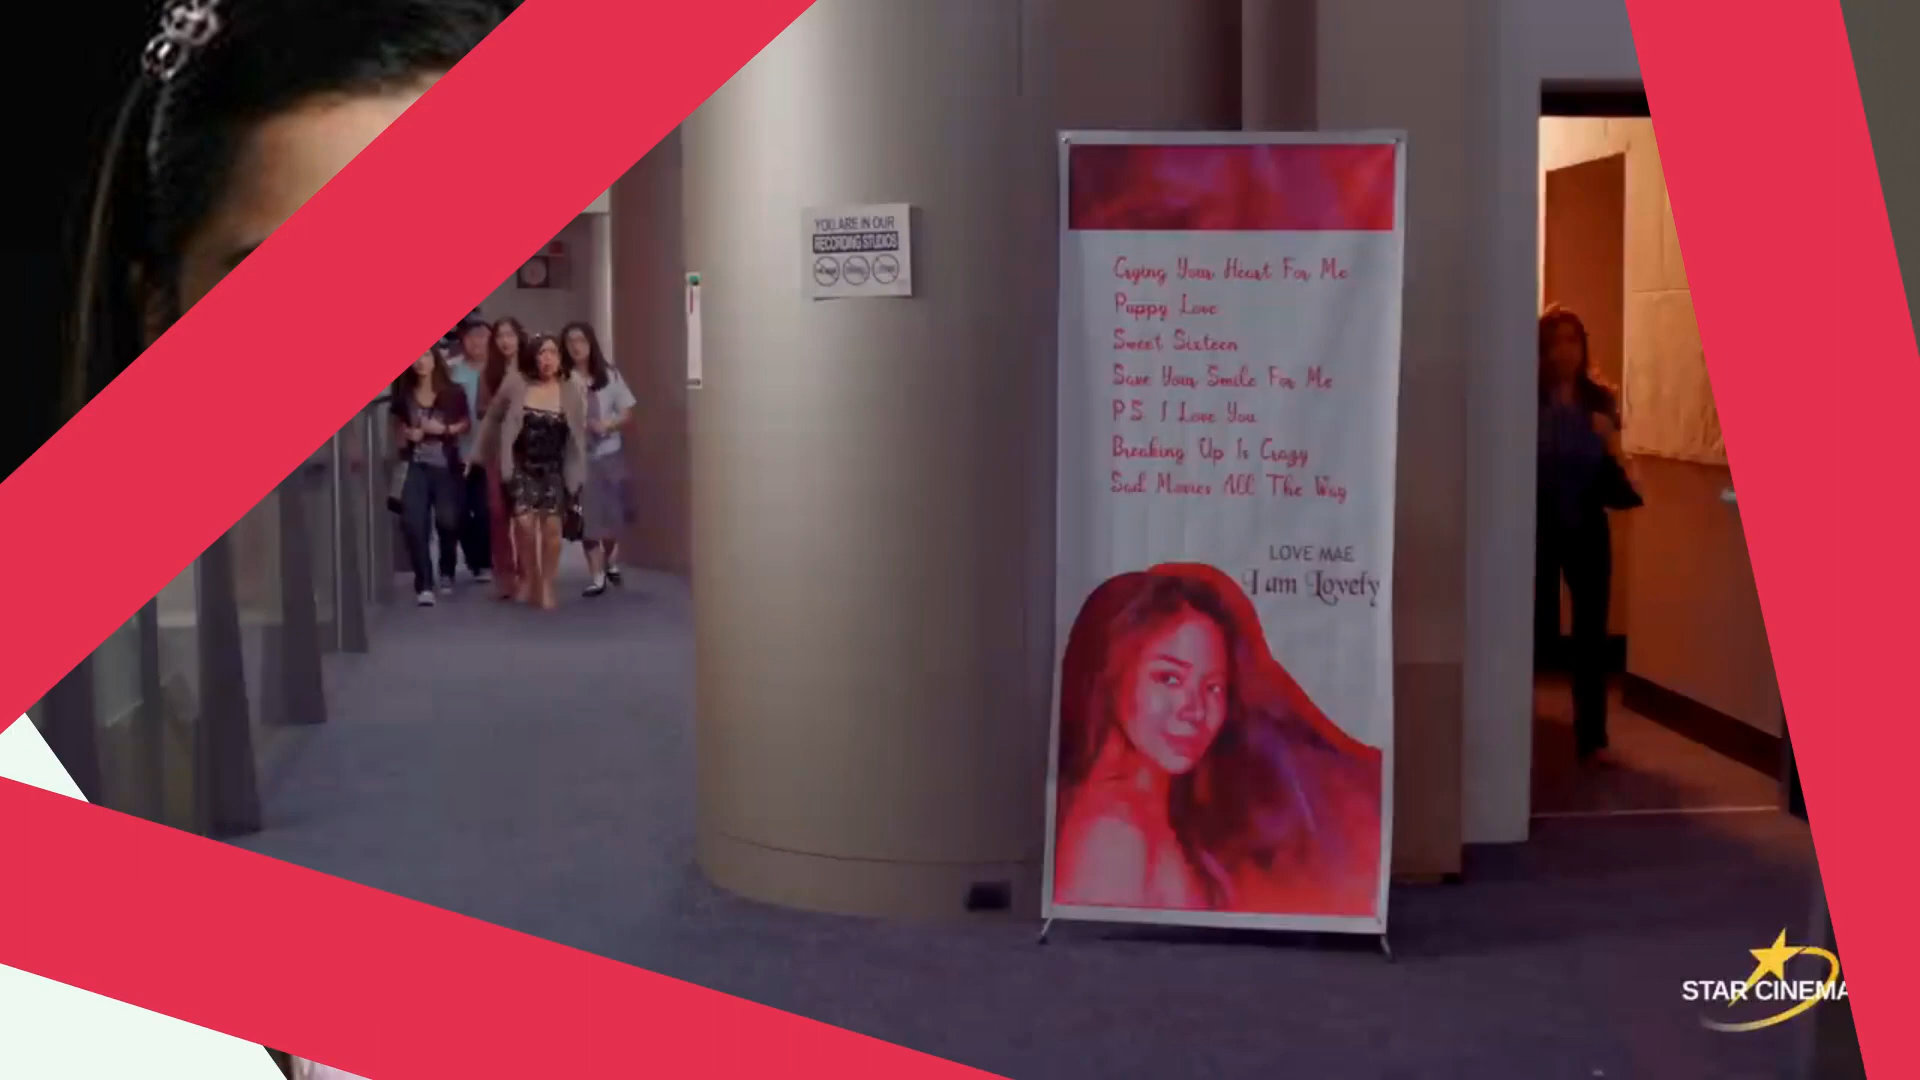 YOU ARE IN OUR
RECORDING STUDIOS
Crying Your Heart For Me
Puppy Love
Sweet Sixteen
Save Your Smile For Me
P.S. I Love You
Breaking Up Is Crazy
Sad Movies All The Way
LOVE MAE
I am Lovely
STAR CINEMA